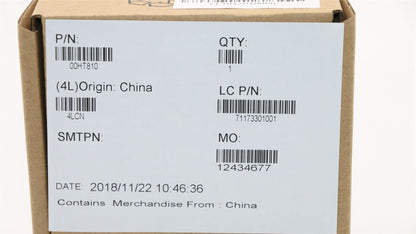 P/N:
QTY:
00HT810
1
(4L)Origin: China
LC P/N:
4LCN
71173301001
SMTPN:
MO:
12434677
DATE: 2018/11/22 10:46:36
Contains Merchandise From : China